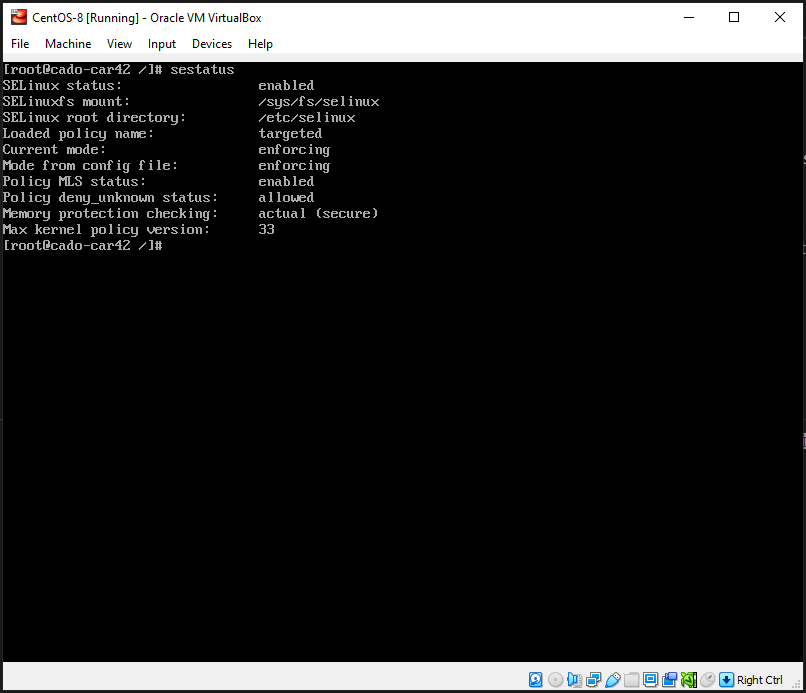 CentOS-8 [Running] - Oracle VM VirtualBox
File Machine View Input Devices Help
[root@cado-car42 /]# sestatus
SELinux status: enabled
SELinuxfs mount: /sys/fs/selinux
SELinux root directory: /etc/selinux
Loaded policy name: targeted
Current mode: enforcing
Mode from config file: enforcing
Policy MLS status: enabled
Policy deny_unknown status: allowed
Memory protection checking: actual (secure)
Max kernel policy version: 33
[root@cado-car42 /]#
Right Ctrl